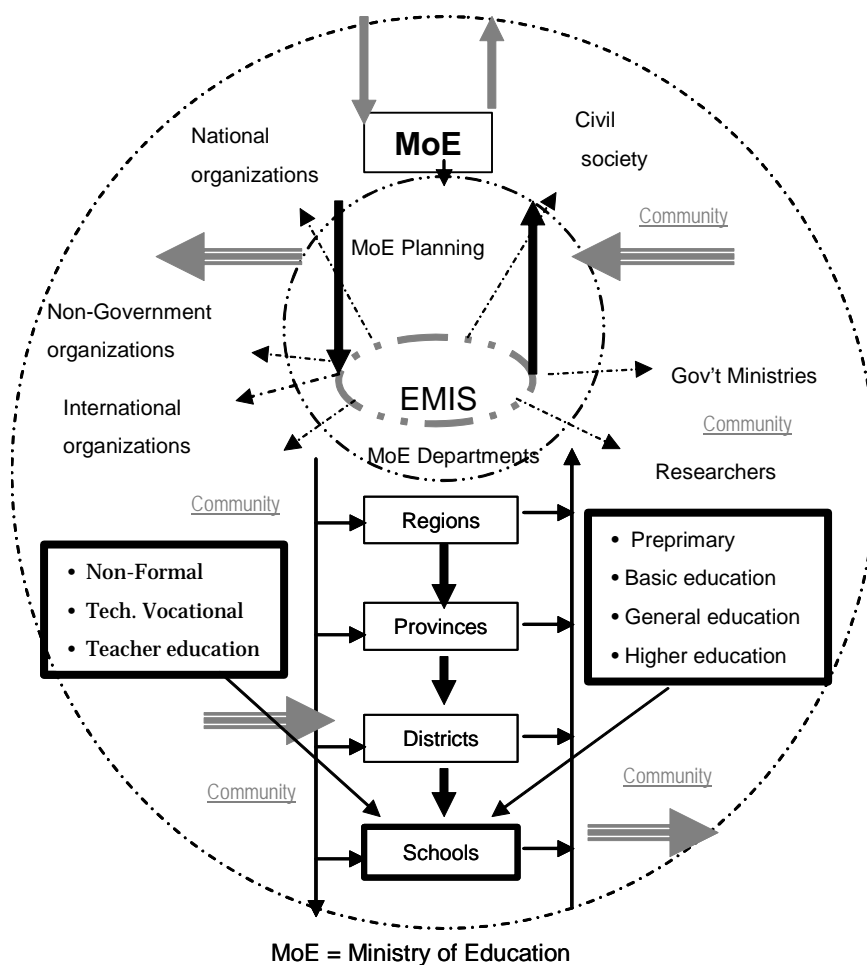 MoE
National
organizations
Civil
society
Community
MoE Planning
Non-Government
organizations
EMIS
Gov't Ministries
International
organizations
Community
MoE Departments
Researchers
Community
Regions
• Preprimary
• Basic education
• General education
• Higher education
• Non-Formal
• Tech. Vocational
• Teacher education
Provinces
Districts
Community
Community
Schools
MoE = Ministry of Education